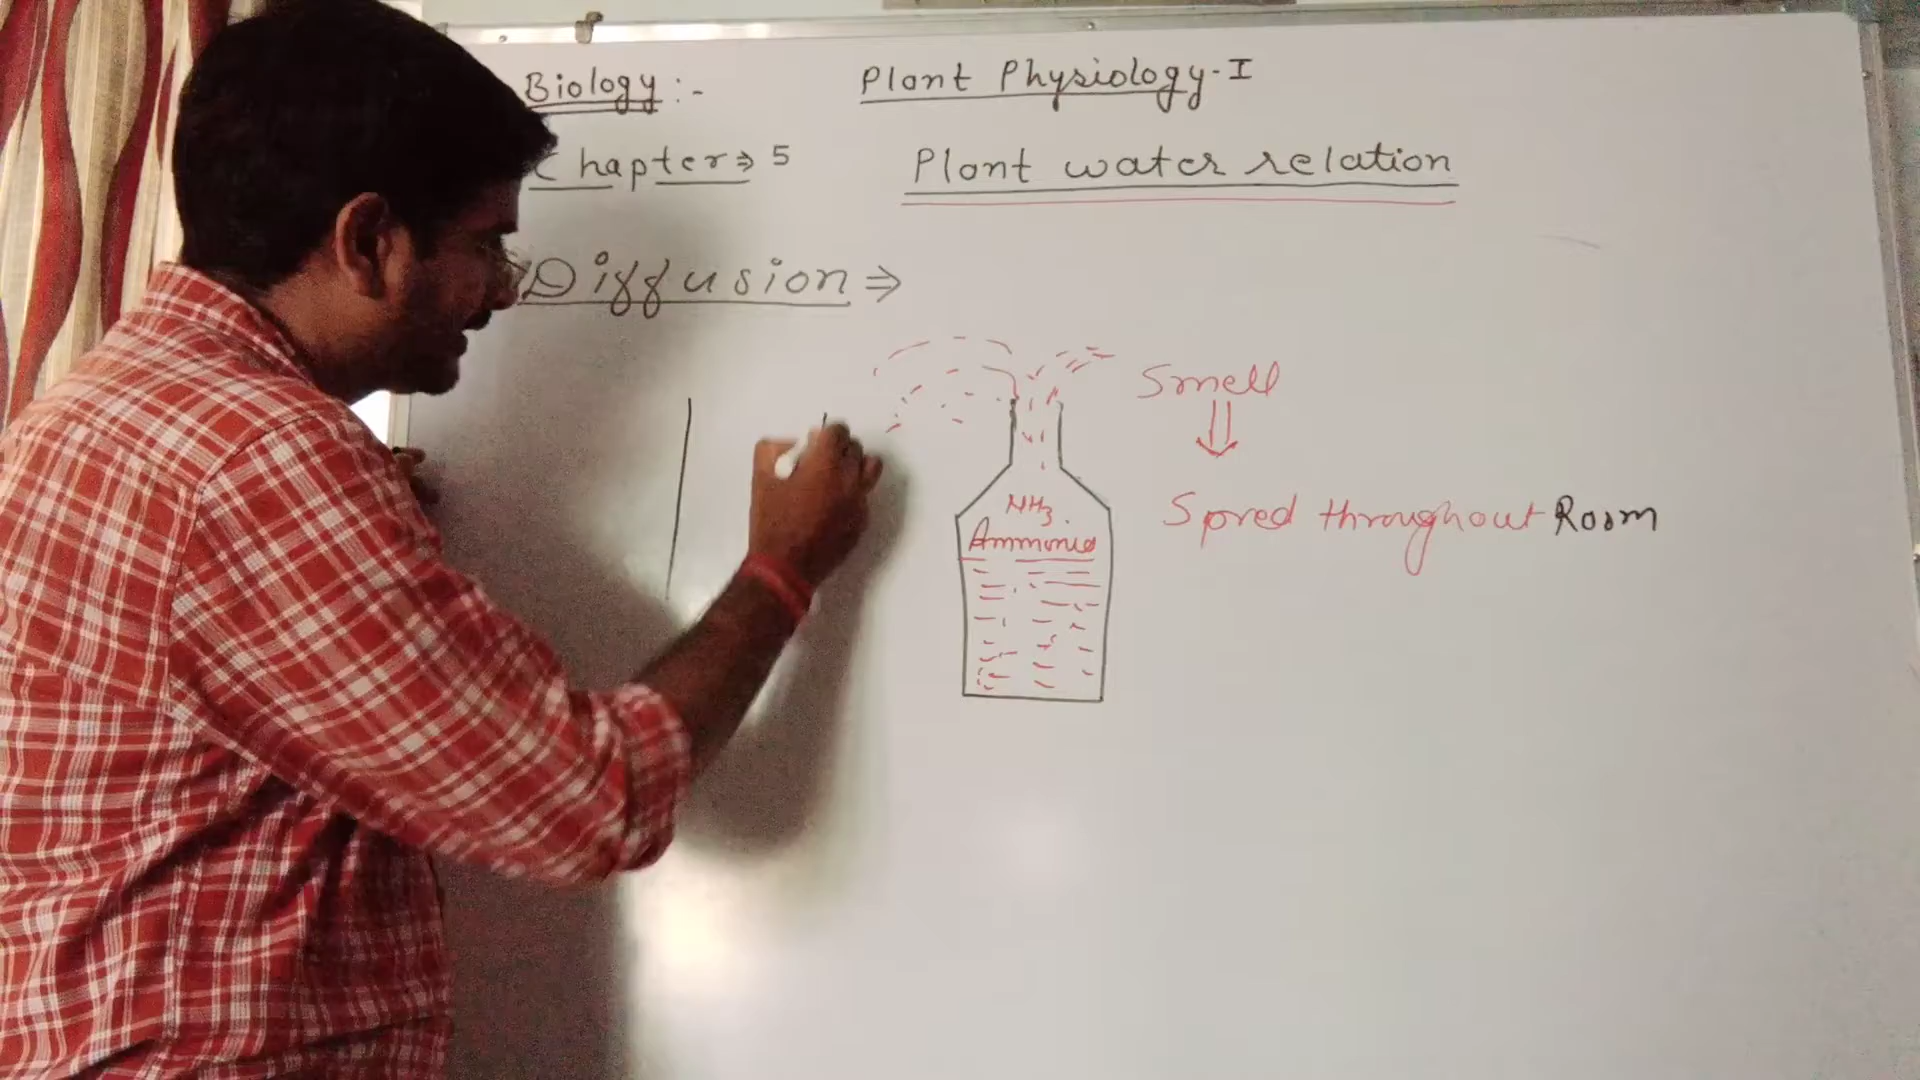 Biology:-
Plant Physiology-I
Chapter⇒5
Plant water relation
Diffusion⇒
Smell
⇓
Spred throughout Room
NH3.
Ammonia